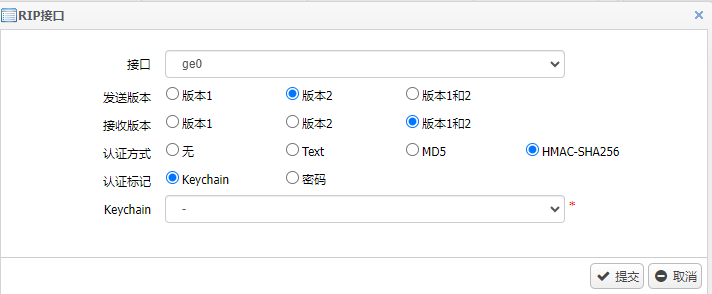 RIP接口
接口 ge0
发送版本 版本1 版本2 版本1和2
接收版本 版本1 版本2 版本1和2
认证方式 无 Text MD5 HMAC-SHA256
认证标记 Keychain 密码
Keychain - *
提交 取消